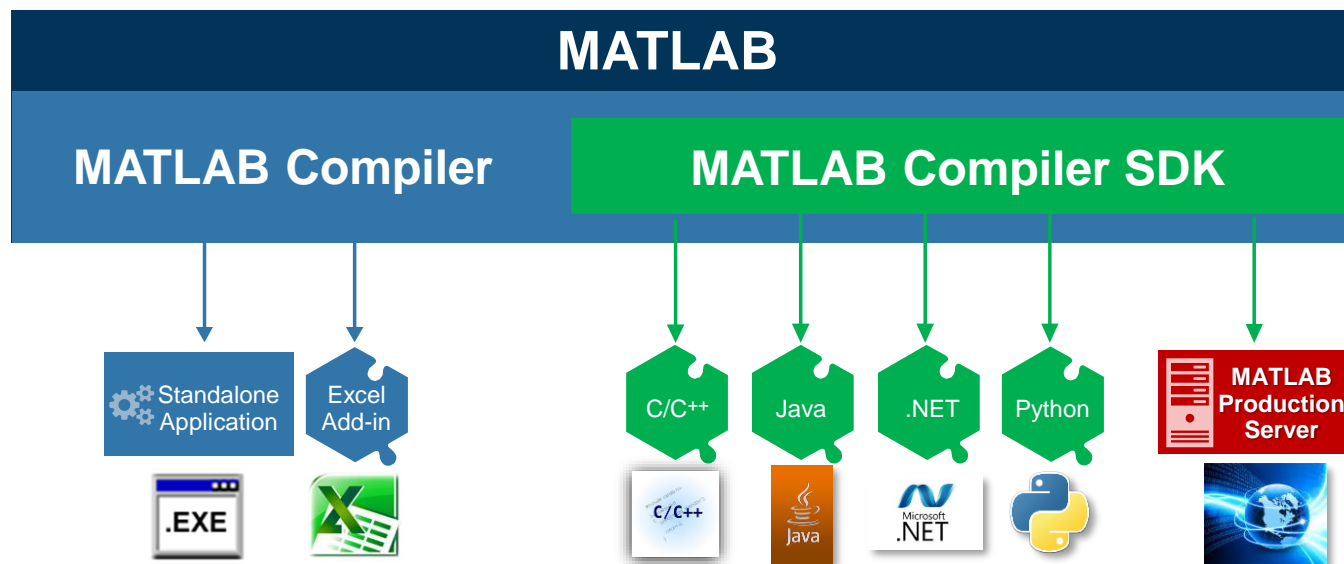 MATLAB
MATLAB Compiler
MATLAB Compiler SDK
Standalone
Application
Excel
Add-in
C/C++
Java
.NET
Python
MATLAB
Production
Server
.EXE
C/C++
Java
Microsoft
.NET